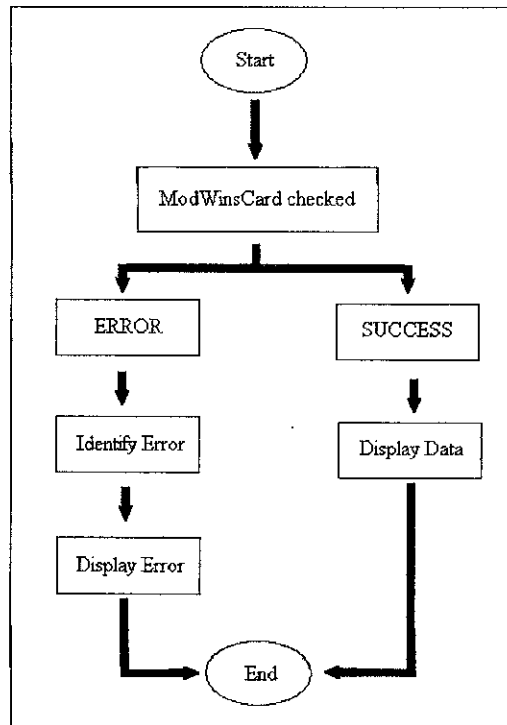 Start
ModWinsCard checked
ERROR
SUCCESS
Identify Error
Display Data
Display Error
End